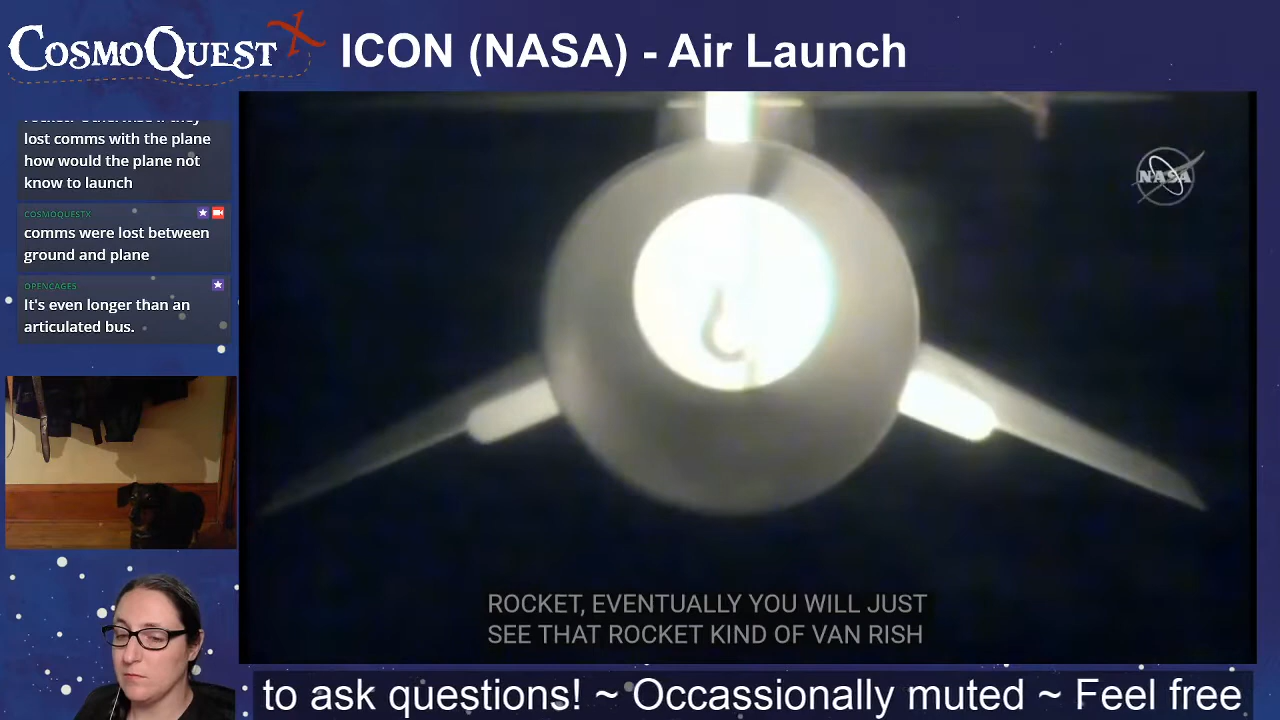 CosmoQuest X
ICON (NASA) - Air Launch
lost comms with the plane
how would the plane not
know to launch
COSMOQUESTX
comms were lost between
ground and plane
OPENCAGES
It's even longer than an
articulated bus.
NASA
ROCKET, EVENTUALLY YOU WILL JUST
SEE THAT ROCKET KIND OF VAN RISH
to ask questions! ~ Occassionally muted ~ Feel free